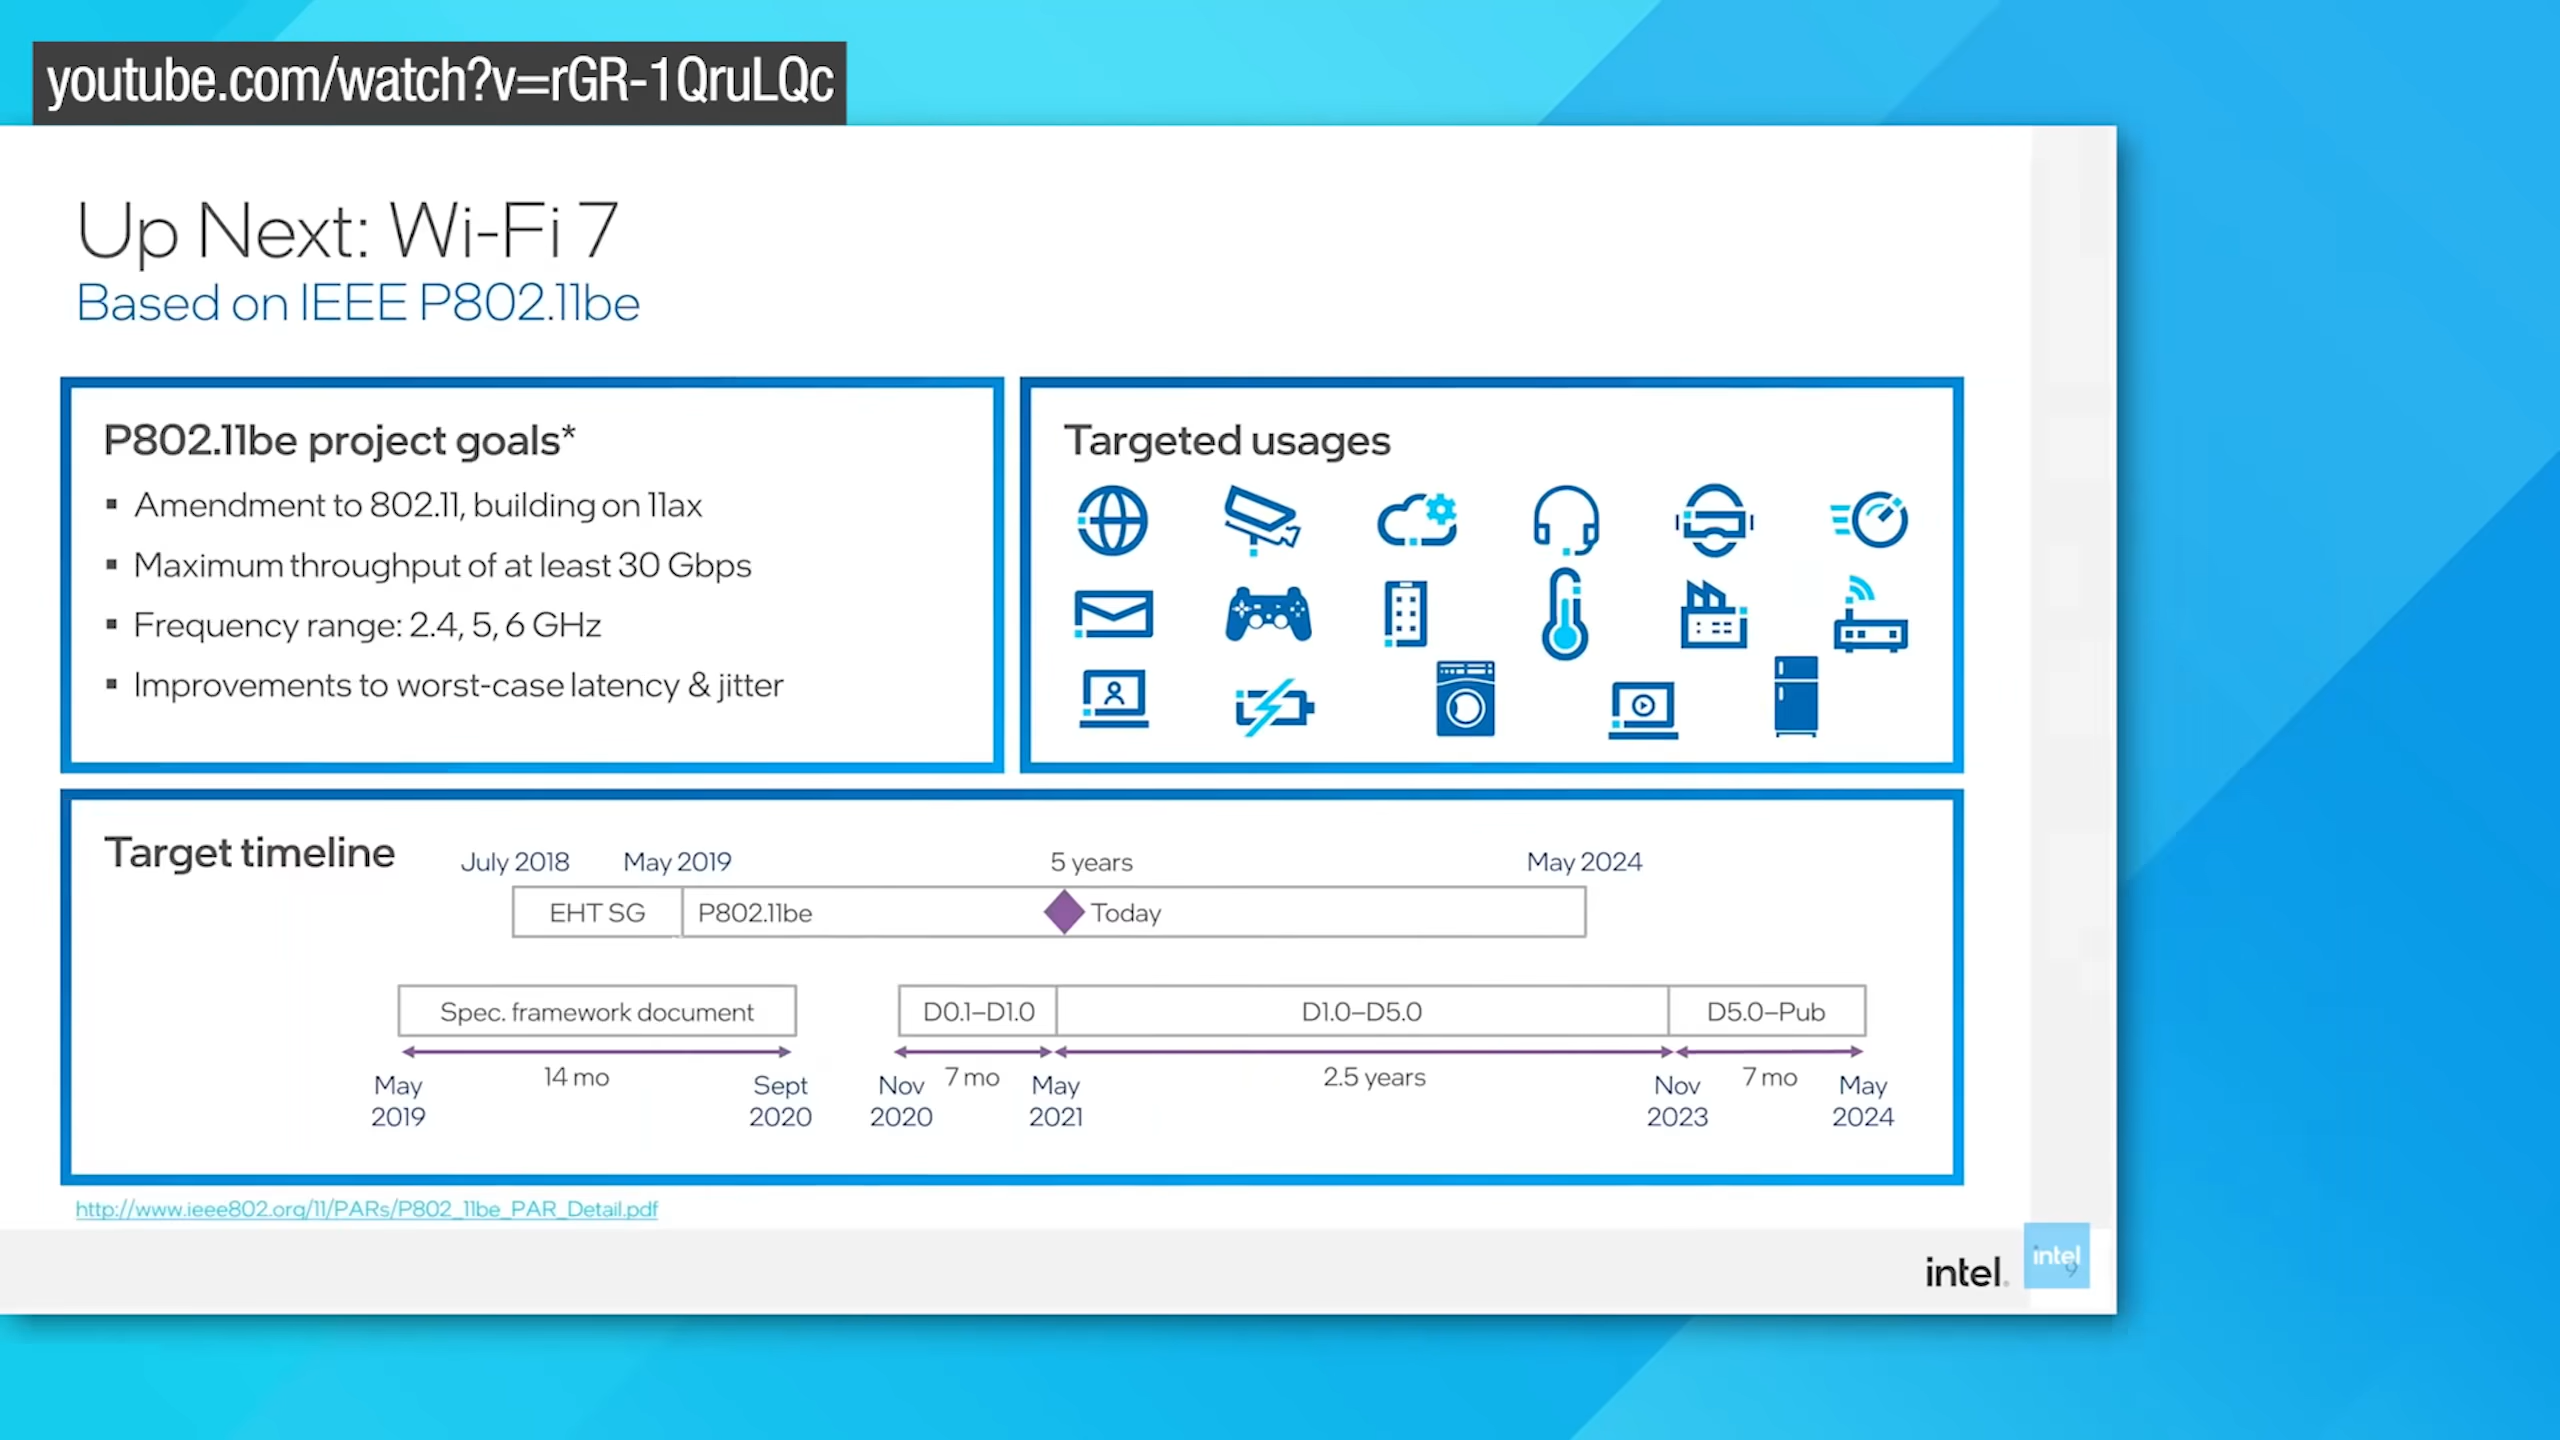 youtube.com/watch?v=rGR-1QruLQc
Up Next: Wi-Fi 7
Based on IEEE P802.11be
P802.11be project goals*
▪ Amendment to 802.11, building on 11ax
▪ Maximum throughput of at least 30 Gbps
▪ Frequency range: 2.4, 5, 6 GHz
▪ Improvements to worst-case latency & jitter
Targeted usages
Target timeline
July 2018 May 2019 5 years May 2024
EHT SG P802.11be Today
Spec. framework document D0.1–D1.0 D1.0–D5.0 D5.0–Pub
14 mo 7 mo 2.5 years 7 mo
May Sept Nov May Nov May
2019 2020 2020 2021 2023 2024
http://www.ieee802.org/11/PARs/P802_11be_PAR_Detail.pdf
intel. intel
9